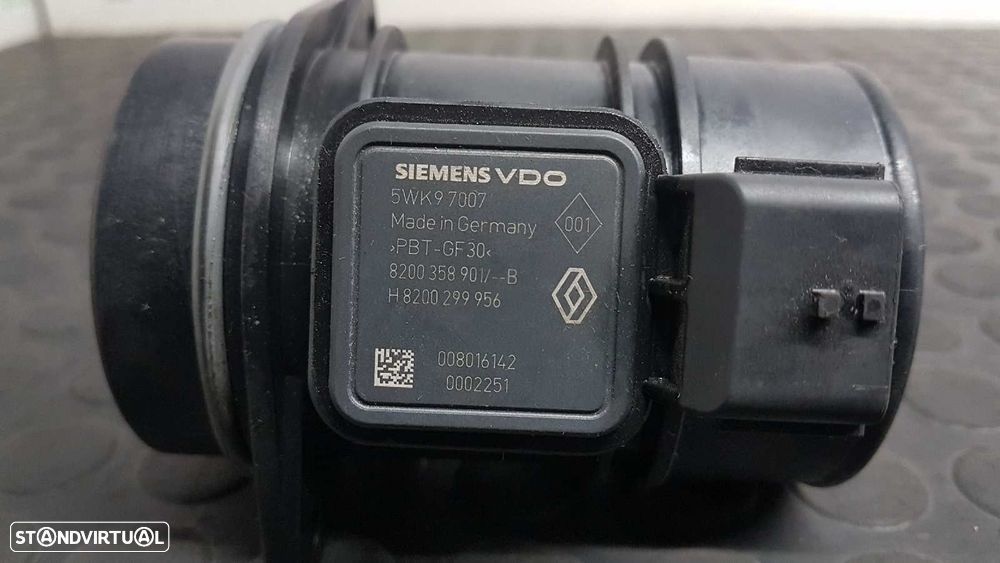 SIEMENS VDO
5WK9 7007
Made in Germany
001
›PBT-GF30‹
8200 358 901/--B
H 8200 299 956
008016142
0002251
STANDVIRTUAL